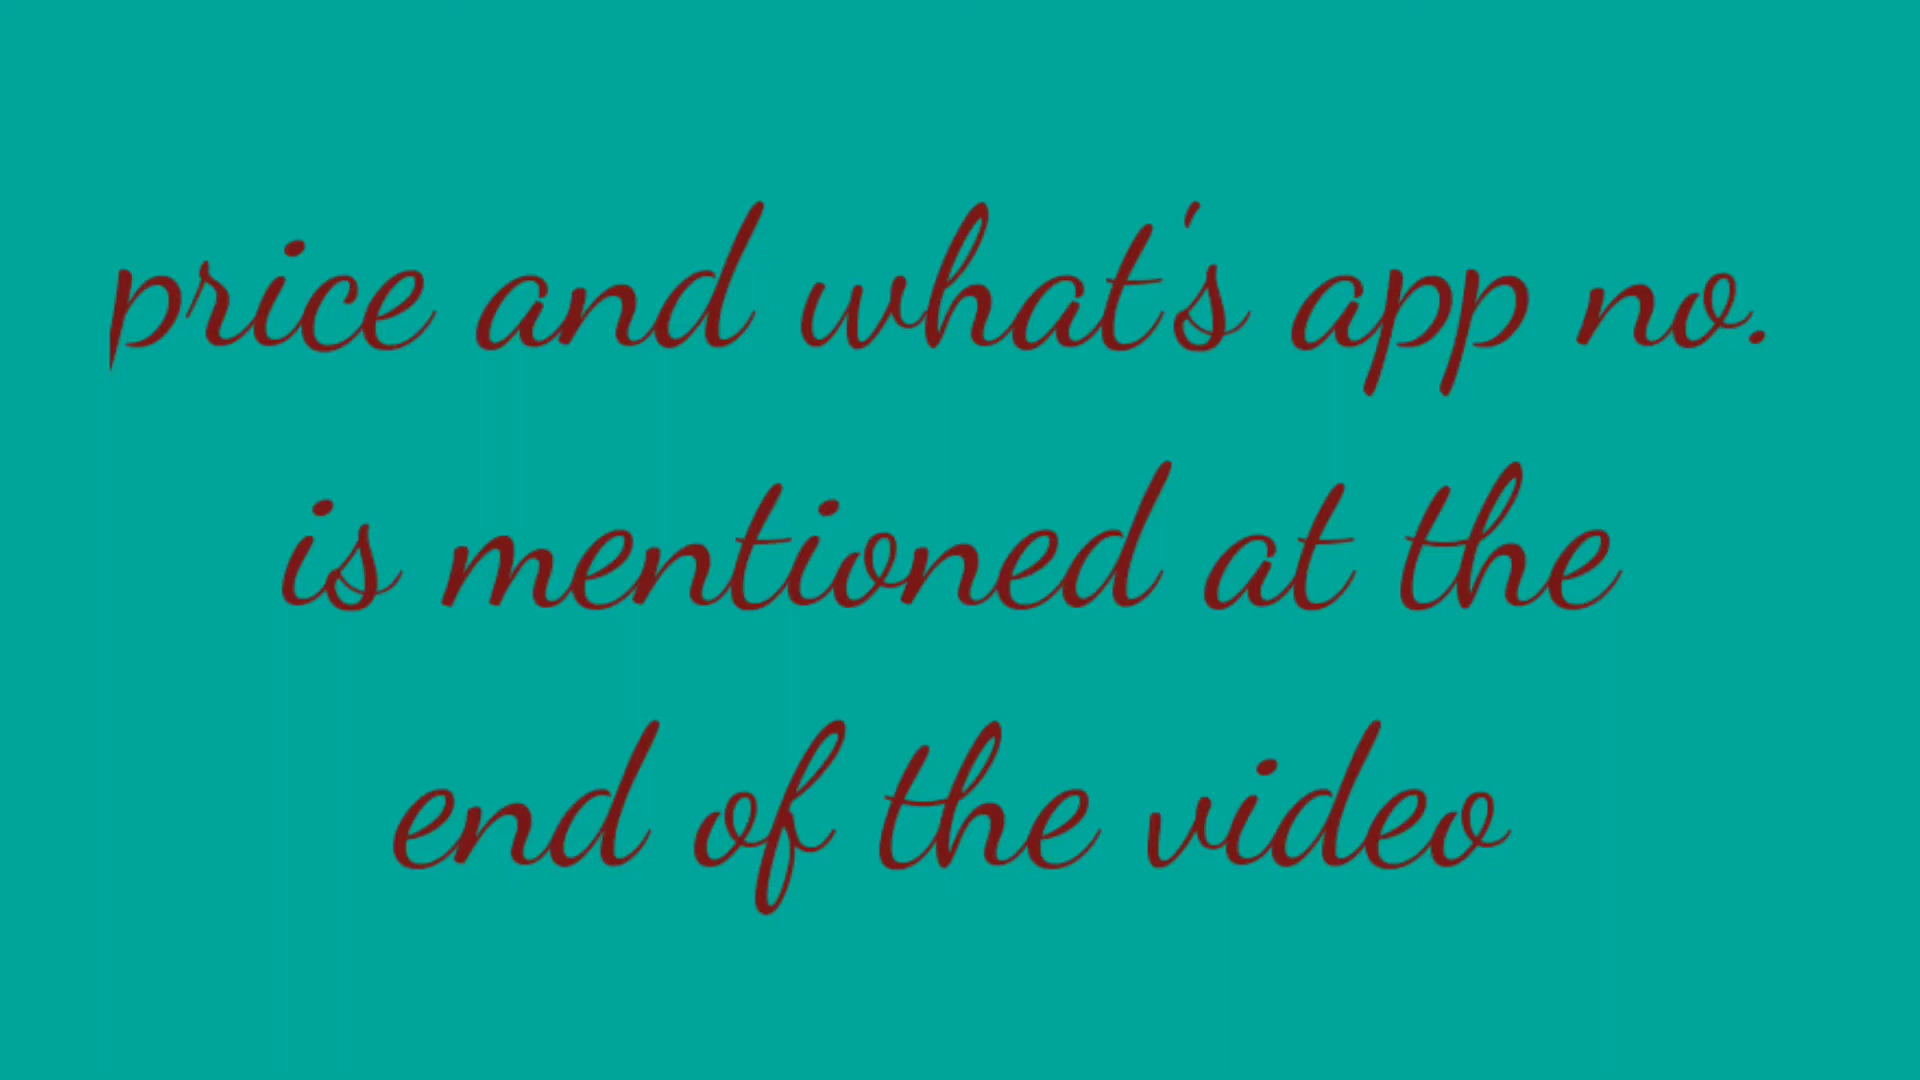 price and what's app no.
is mentioned at the
end of the video